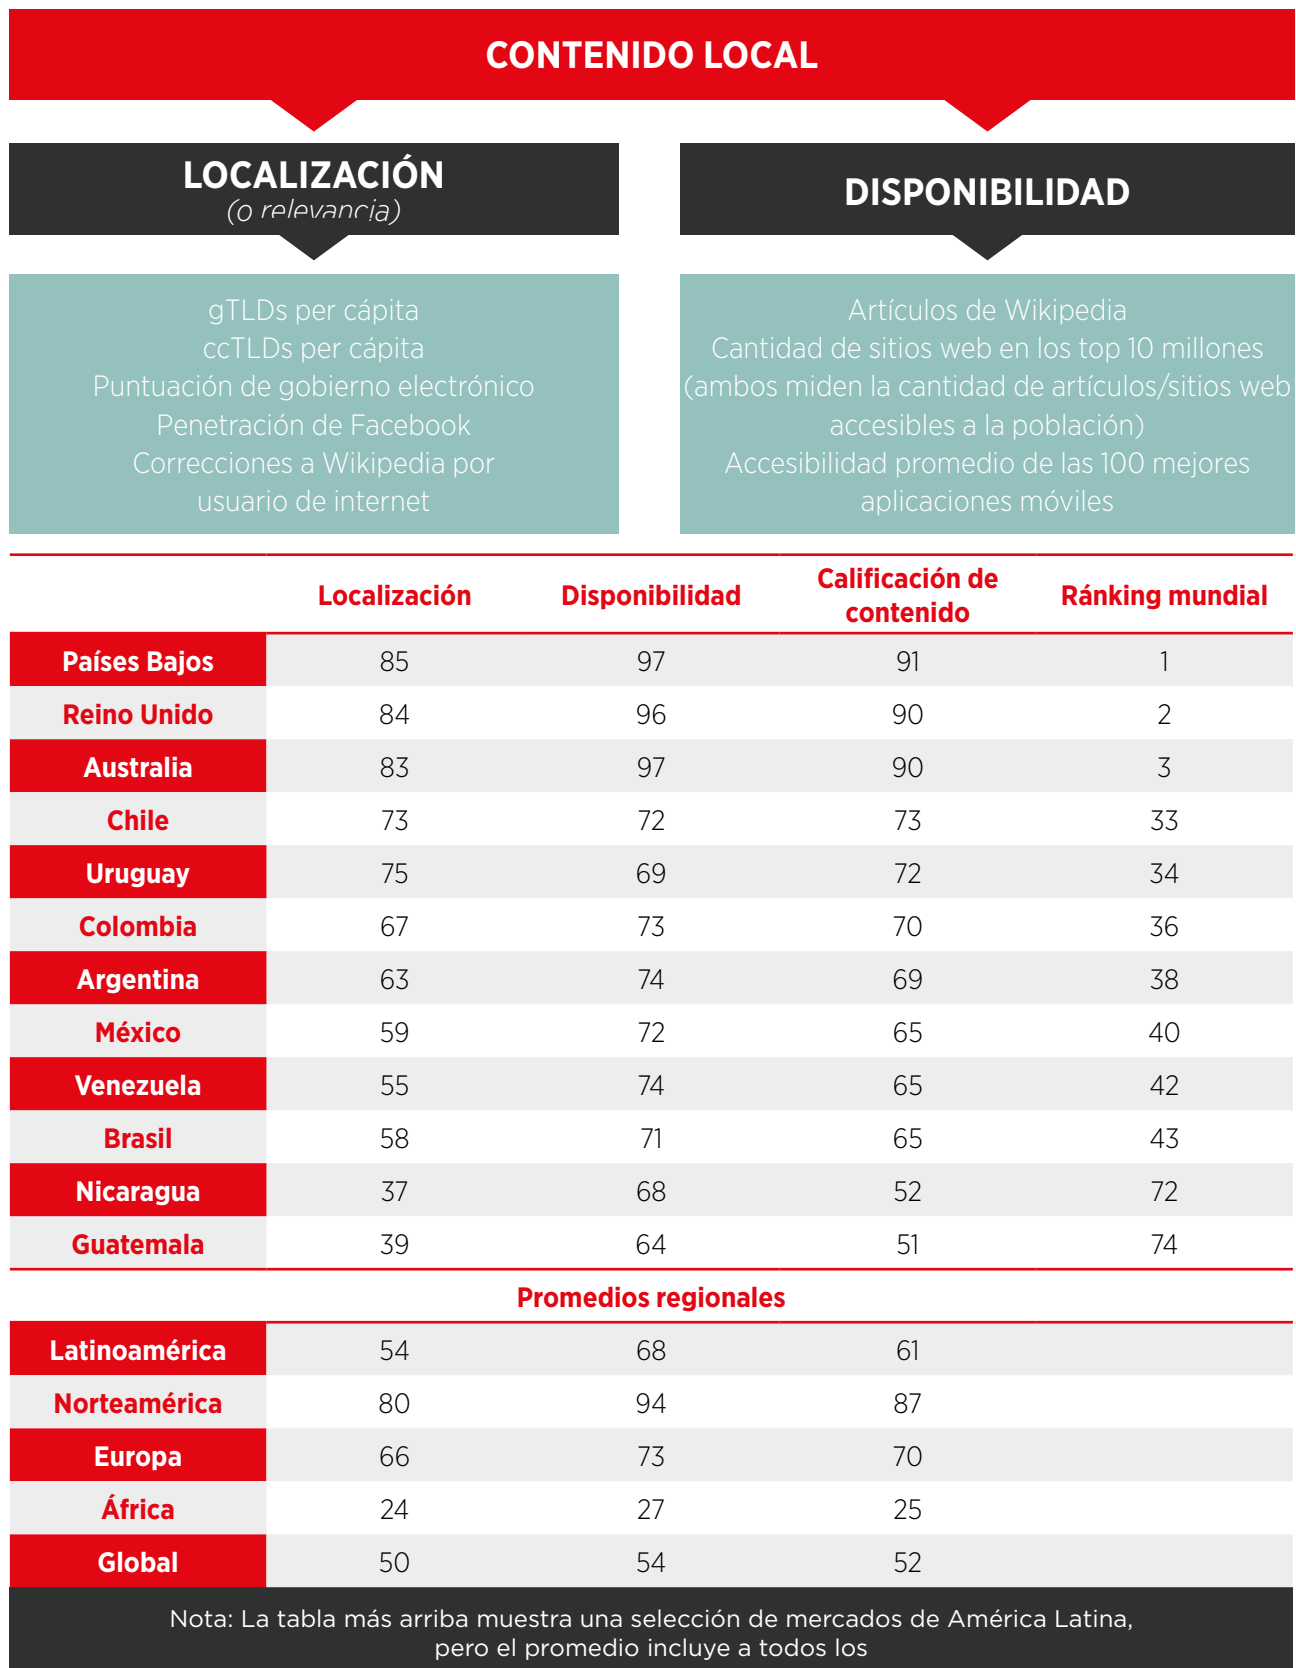 CONTENIDO LOCAL
LOCALIZACIÓN
(o relevancia)
DISPONIBILIDAD
gTLDs per cápita
ccTLDs per cápita
Puntuación de gobierno electrónico
Penetración de Facebook
Correcciones a Wikipedia por
usuario de internet
Artículos de Wikipedia
Cantidad de sitios web en los top 10 millones
(ambos miden la cantidad de artículos/sitios web
accesibles a la población)
Accesibilidad promedio de las 100 mejores
aplicaciones móviles
Localización Disponibilidad Calificación de contenido Ránking mundial
Países Bajos 85 97 91 1
Reino Unido 84 96 90 2
Australia 83 97 90 3
Chile 73 72 73 33
Uruguay 75 69 72 34
Colombia 67 73 70 36
Argentina 63 74 69 38
México 59 72 65 40
Venezuela 55 74 65 42
Brasil 58 71 65 43
Nicaragua 37 68 52 72
Guatemala 39 64 51 74
Promedios regionales
Latinoamérica 54 68 61
Norteamérica 80 94 87
Europa 66 73 70
África 24 27 25
Global 50 54 52
Nota: La tabla más arriba muestra una selección de mercados de América Latina,
pero el promedio incluye a todos los